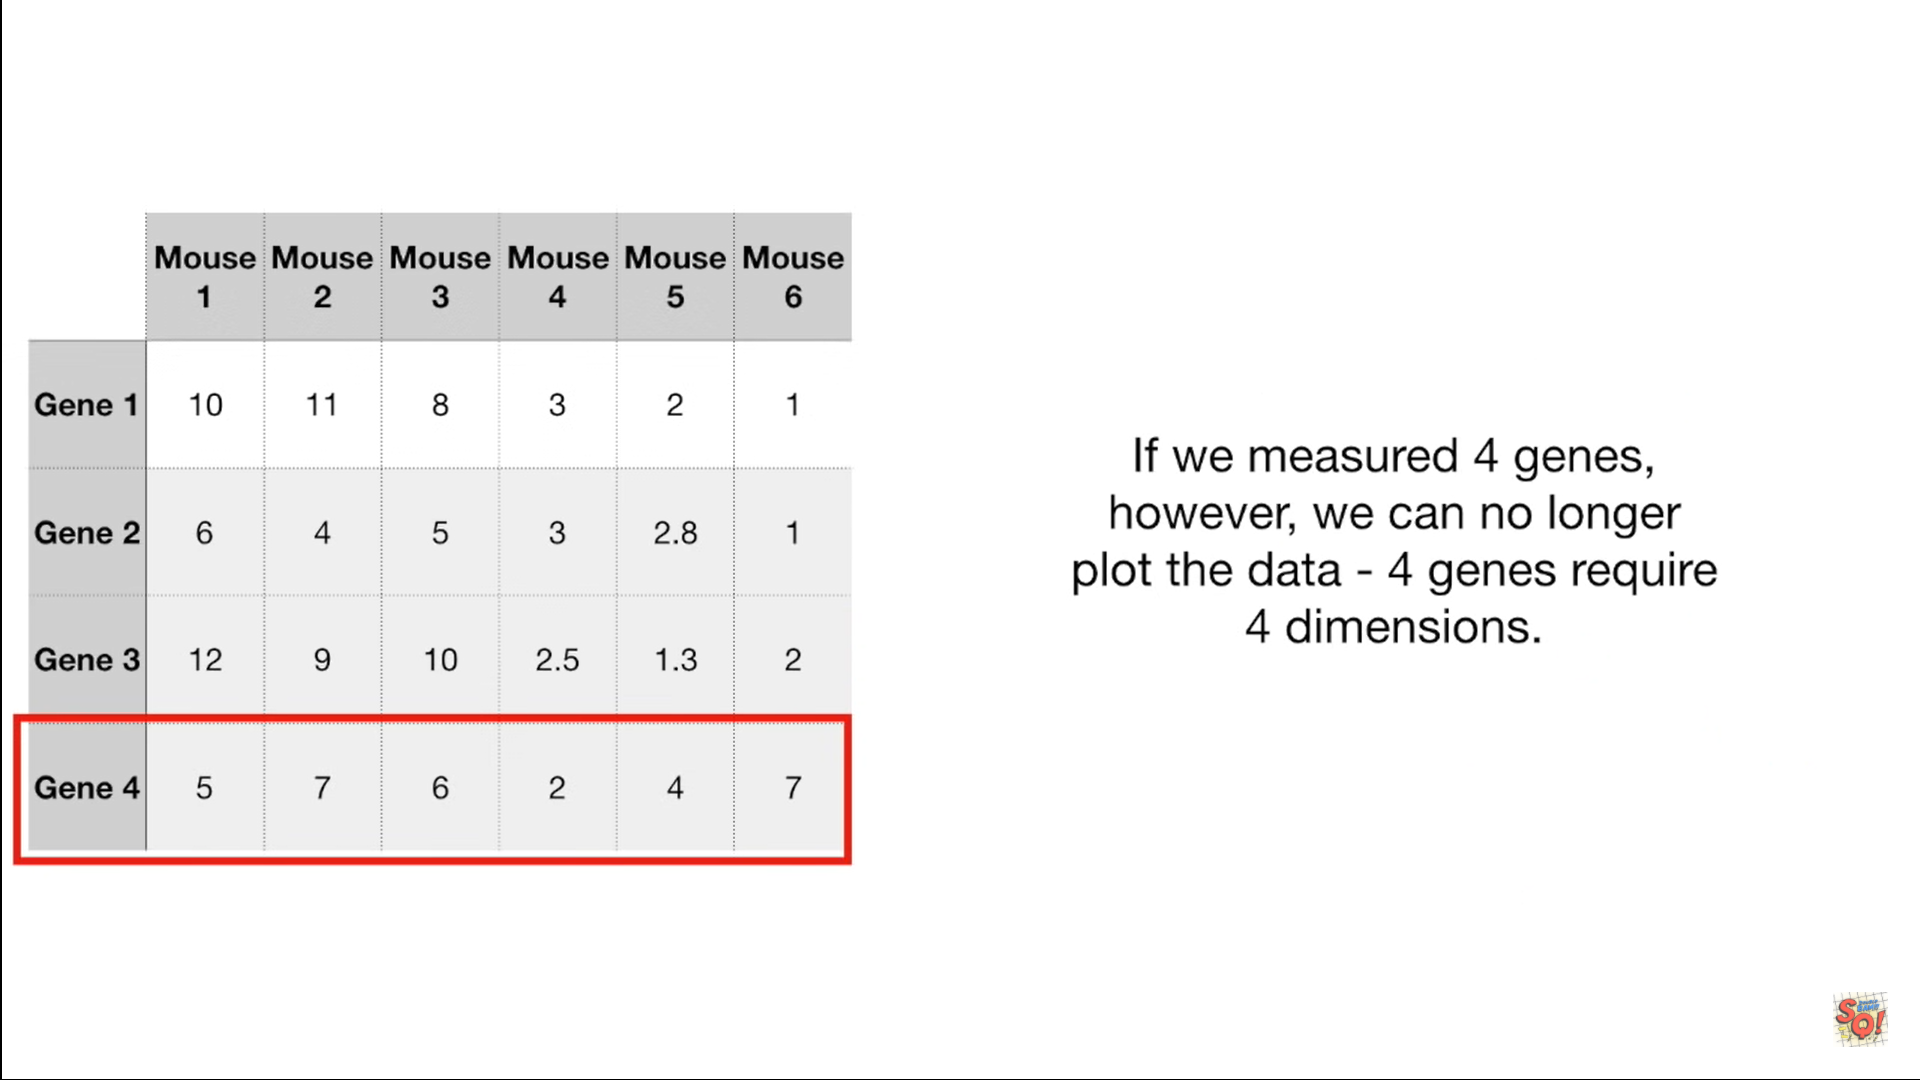 Mouse 1 Mouse 2 Mouse 3 Mouse 4 Mouse 5 Mouse 6
Gene 1 10 11 8 3 2 1
Gene 2 6 4 5 3 2.8 1
Gene 3 12 9 10 2.5 1.3 2
Gene 4 5 7 6 2 4 7
If we measured 4 genes,
however, we can no longer
plot the data - 4 genes require
4 dimensions.
SQ!